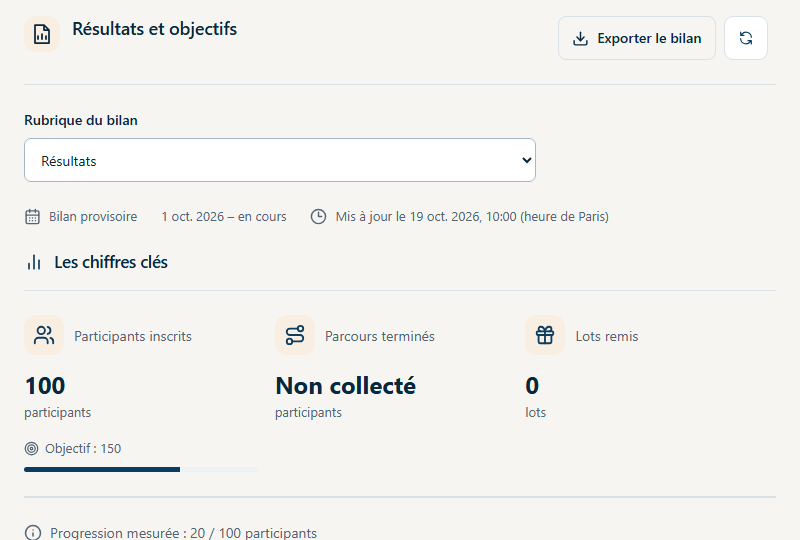 Résultats et objectifs
Exporter le bilan
Rubrique du bilan
Résultats
Bilan provisoire 1 oct. 2026 – en cours Mis à jour le 19 oct. 2026, 10:00 (heure de Paris)
Les chiffres clés
Participants inscrits Parcours terminés Lots remis
100 Non collecté 0
participants participants lots
Objectif : 150
Progression mesurée : 20 / 100 participants